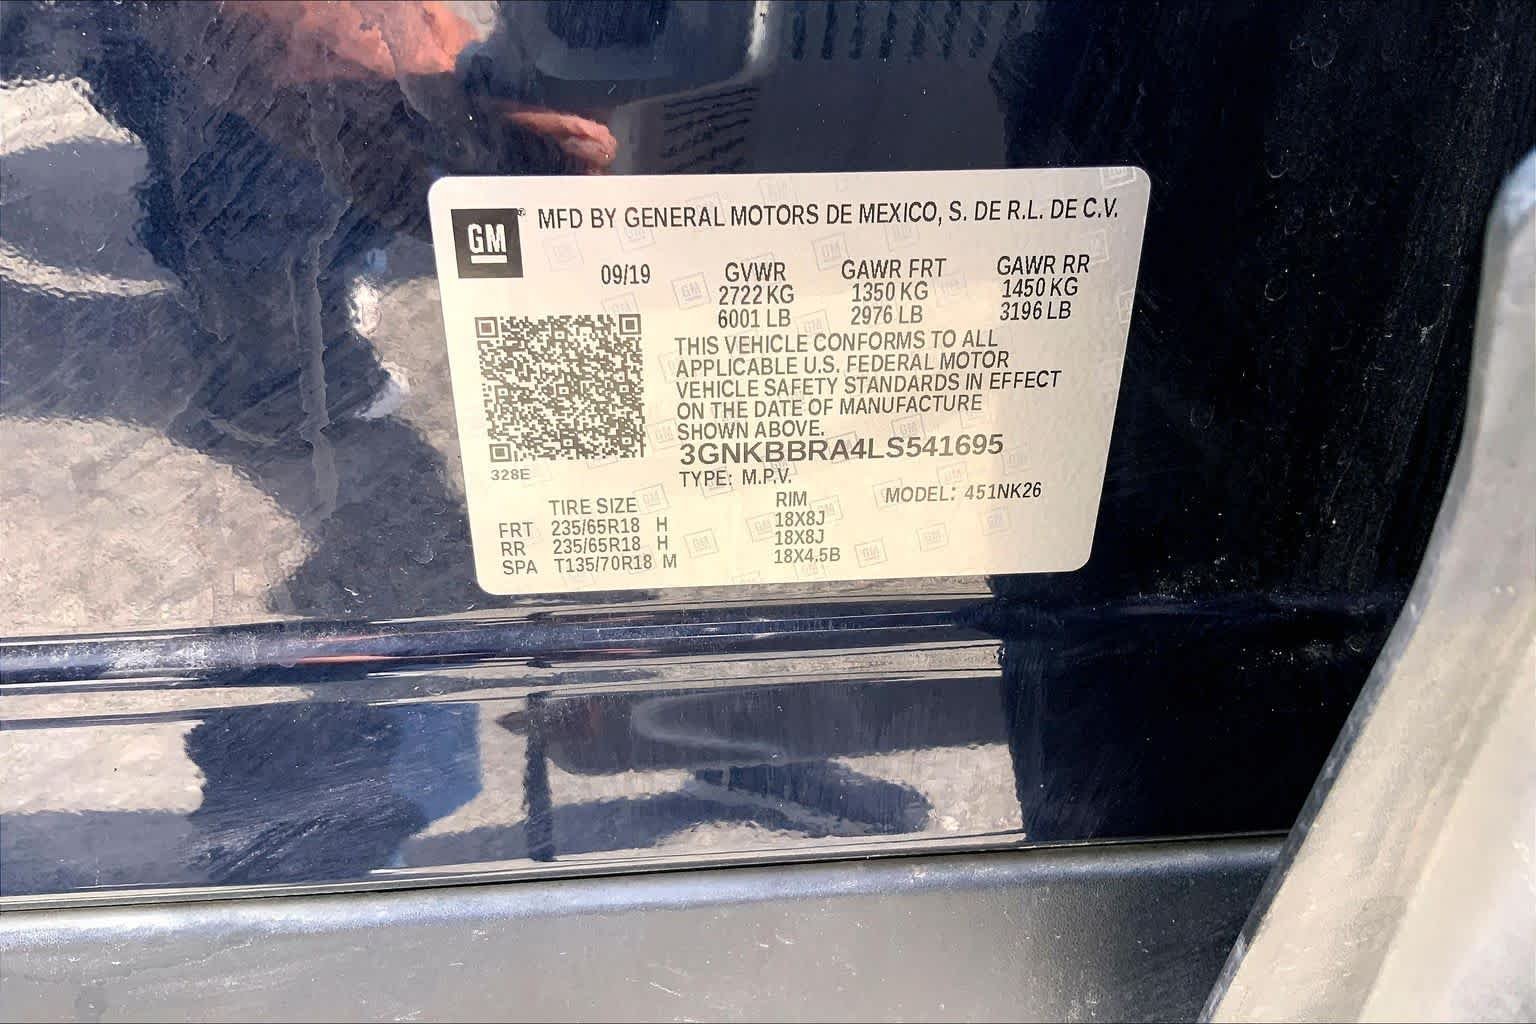 GM® MFD BY GENERAL MOTORS DE MEXICO, S. DE R.L. DE C.V.
09/19 GVWR GAWR FRT GAWR RR
2722 KG 1350 KG 1450 KG
6001 LB 2976 LB 3196 LB
THIS VEHICLE CONFORMS TO ALL
APPLICABLE U.S. FEDERAL MOTOR
VEHICLE SAFETY STANDARDS IN EFFECT
ON THE DATE OF MANUFACTURE
SHOWN ABOVE.
3GNKBBRA4LS541695
328E TYPE: M.P.V.
TIRE SIZE RIM MODEL: 451NK26
FRT 235/65R18 H 18X8J
RR 235/65R18 H 18X8J
SPA T135/70R18 M 18X4.5B